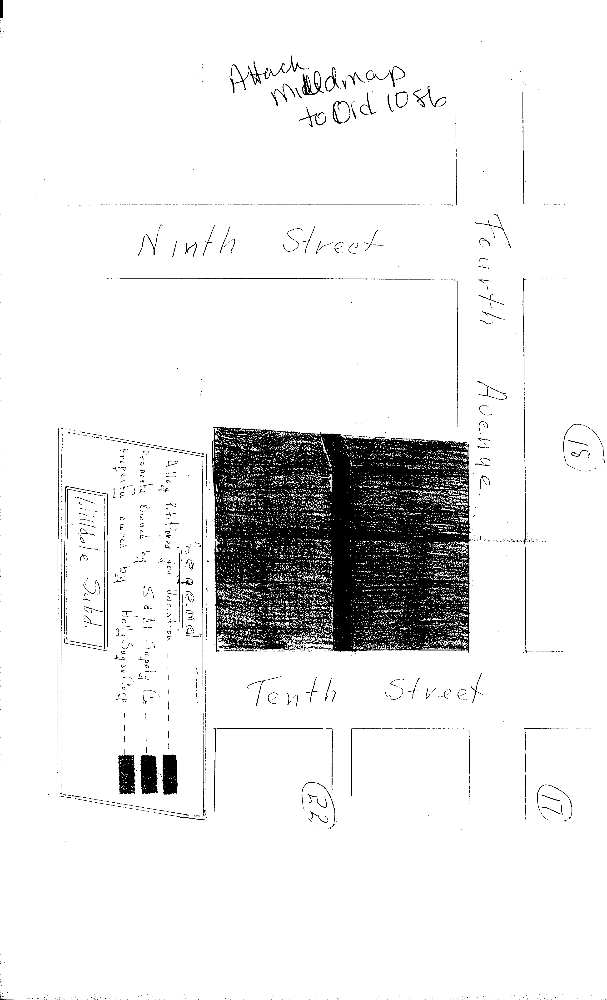 Attach
to Ord 1086
Ninth Street
Fourth Avenue
18
Legend
Alley Petitioned for Vacation
Property Owned by S & M Supply Co
Property owned by Holly Sugar Corp
Milldale Subd.
Tenth Street
22
17